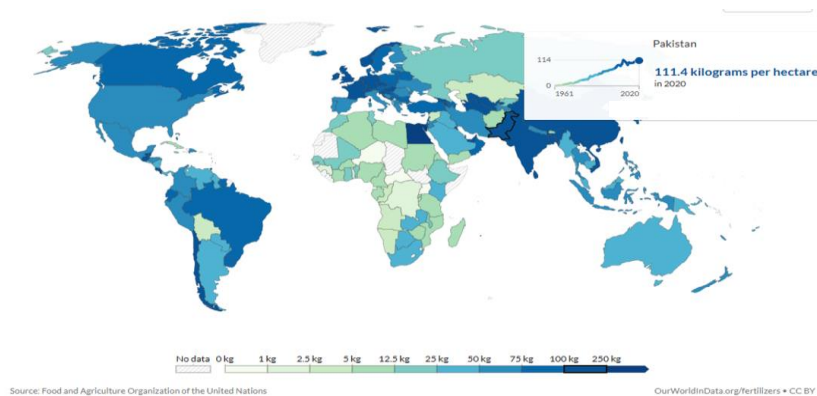 Pakistan
114
0
1961
2020
111.4 kilograms per hectare
in 2020
No data
0 kg
1 kg
2.5 kg
5 kg
12.5 kg
25 kg
50 kg
75 kg
100 kg
250 kg
Source: Food and Agriculture Organization of the United Nations
OurWorldInData.org/fertilizers • CC BY